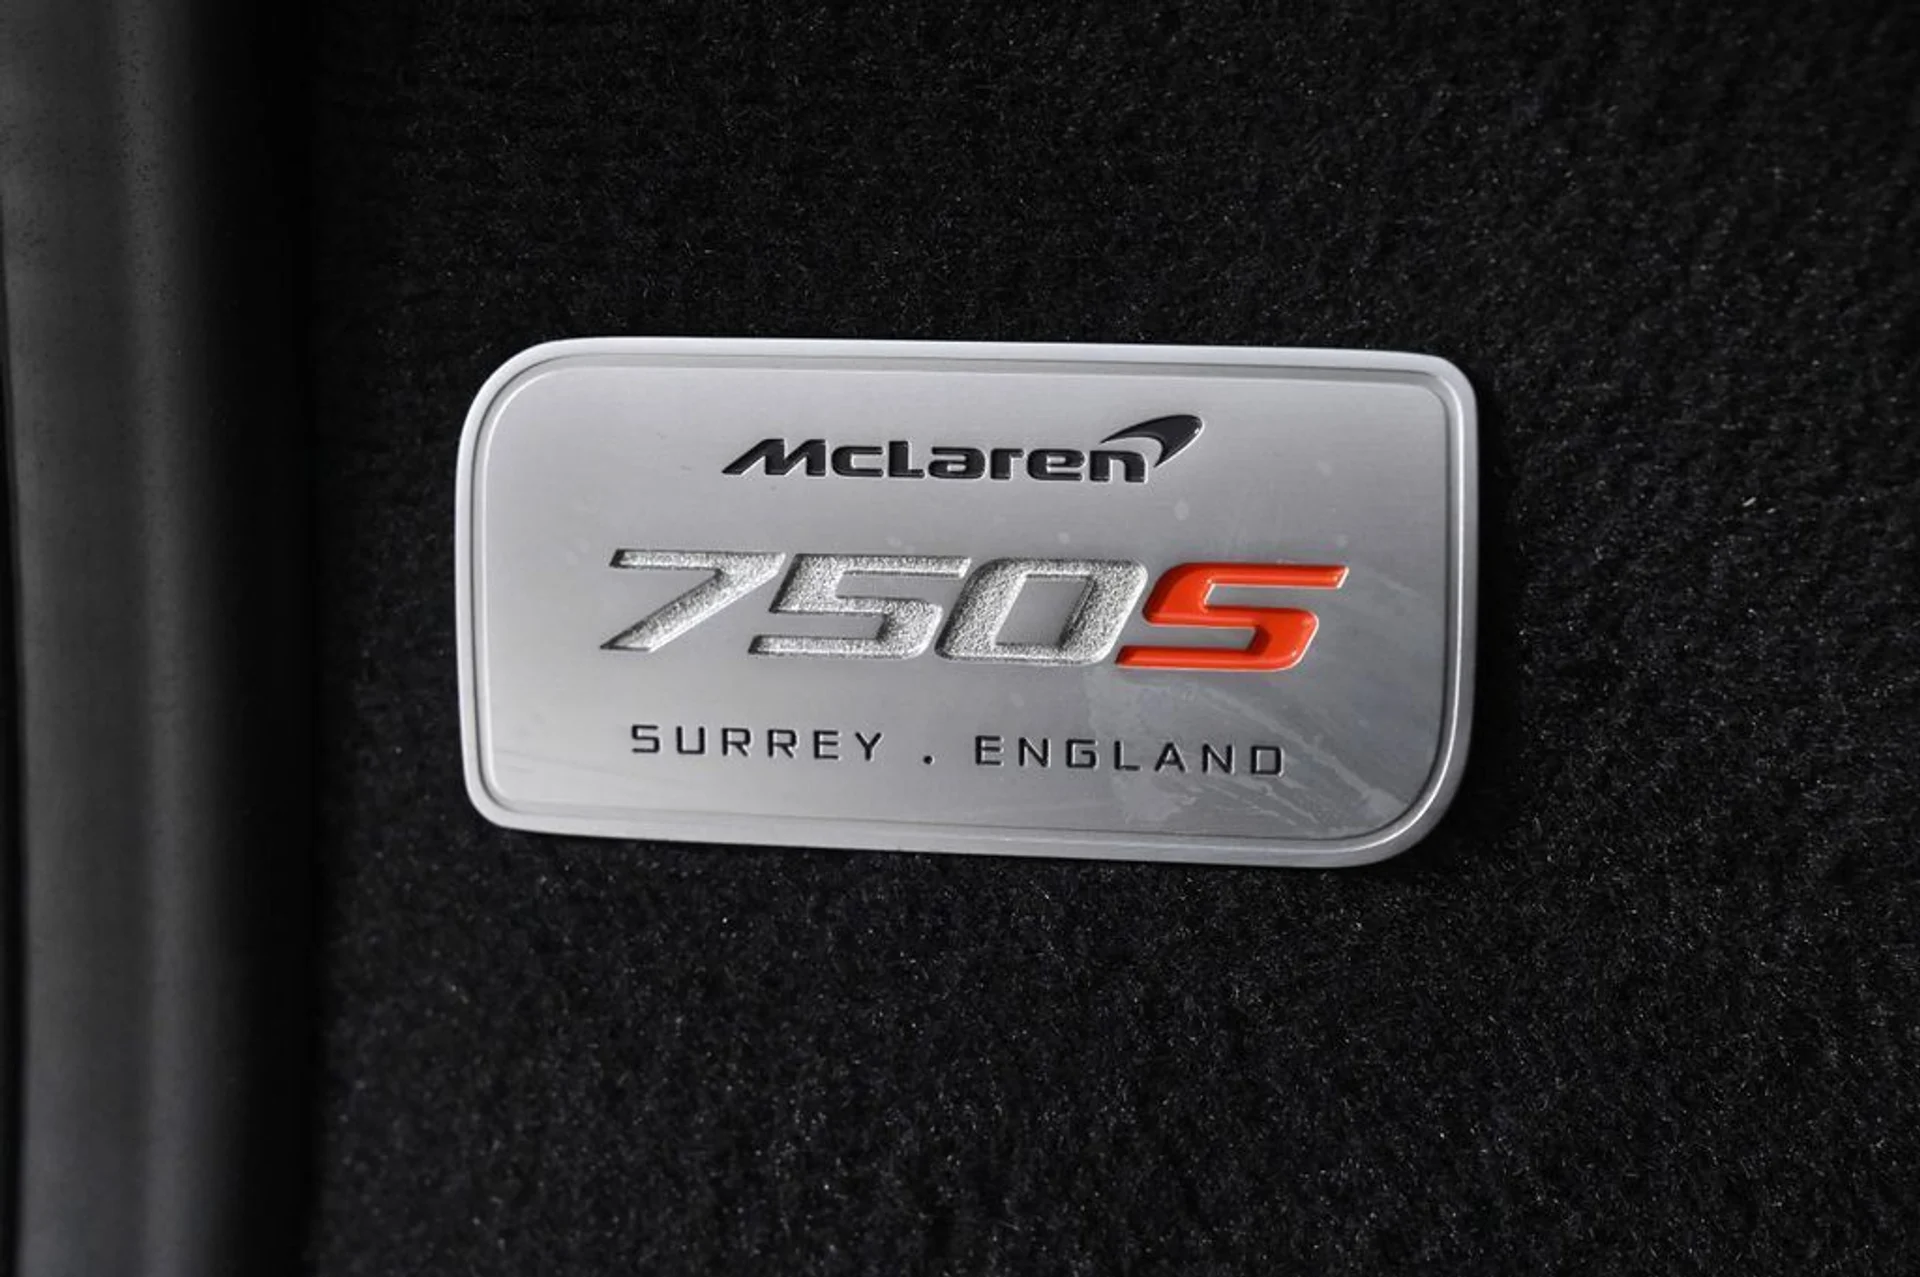 McLaren
750S
SURREY . ENGLAND